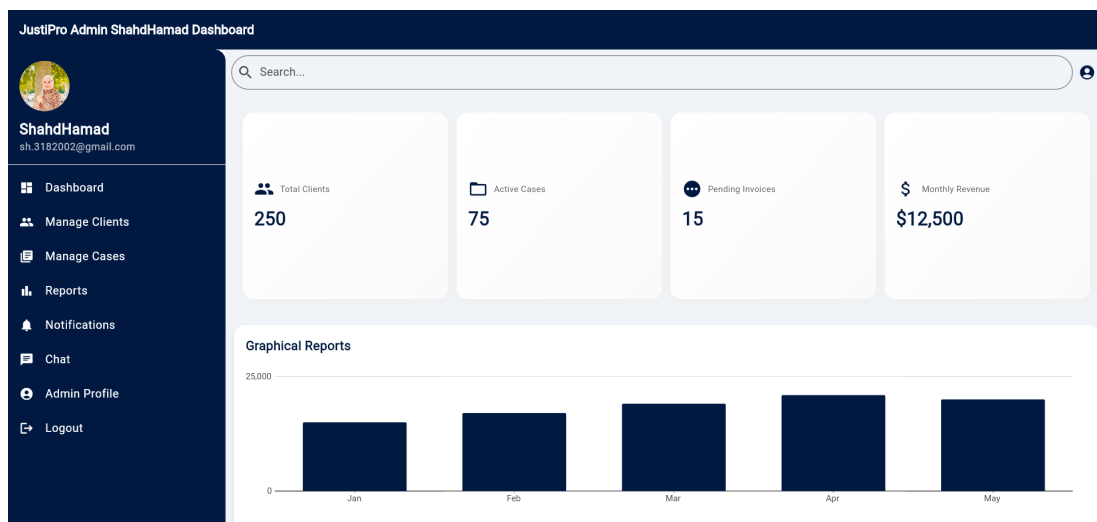 JustiPro Admin ShahdHamad Dashboard
ShahdHamad
sh.3182002@gmail.com
Dashboard
Manage Clients
Manage Cases
Reports
Notifications
Chat
Admin Profile
Logout
Search...
Total Clients
250
Active Cases
75
Pending Invoices
15
$ Monthly Revenue
$12,500
Graphical Reports
25,000
0
Jan Feb Mar Apr May